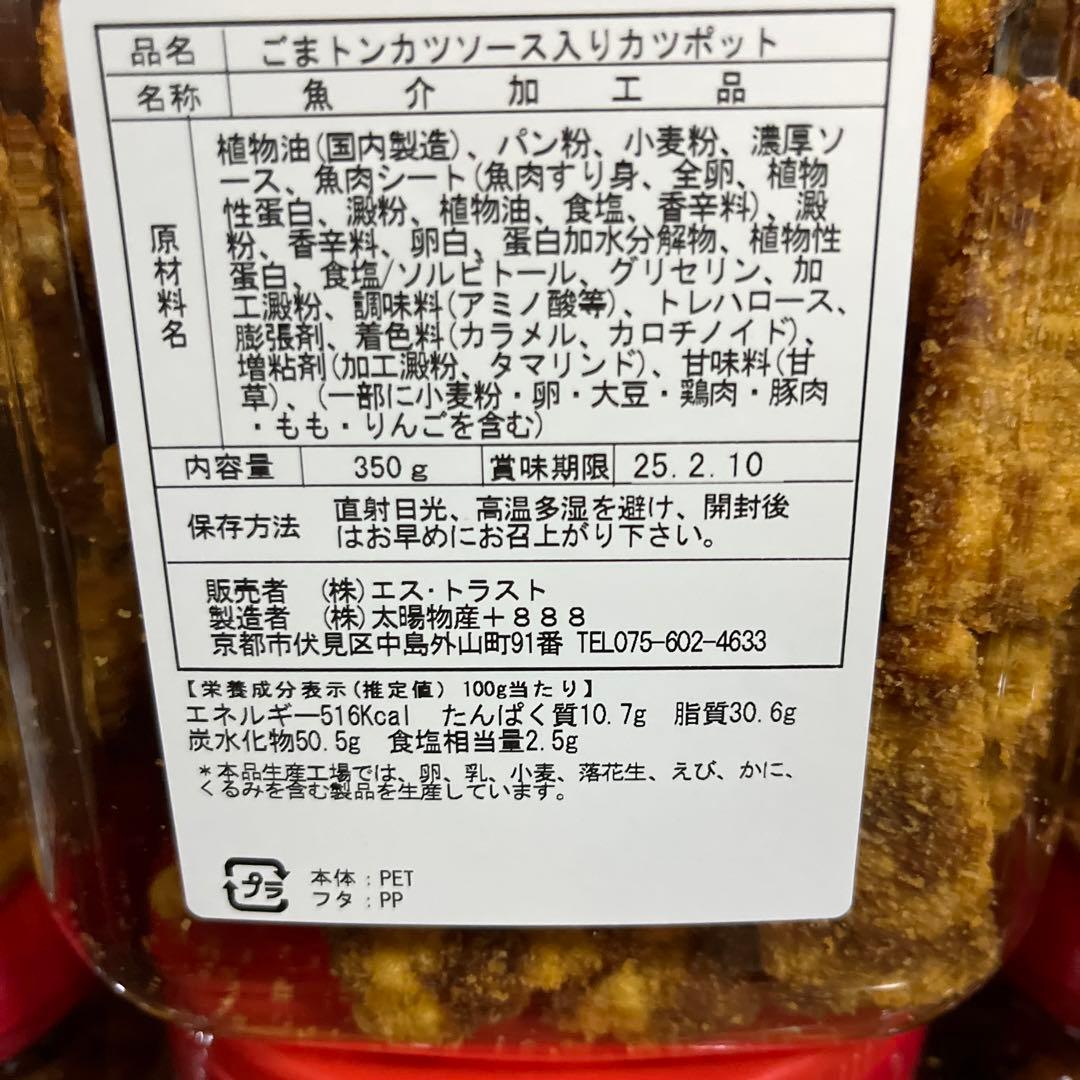 品名 ごまトンカツソース入りカツポット
名称 魚介加工品
原材料名
植物油(国内製造)、パン粉、小麦粉、濃厚ソ
ース、魚肉シート(魚肉すり身、全卵、植物
性蛋白、澱粉、植物油、食塩、香辛料)、澱
粉、香辛料、卵白、蛋白加水分解物、植物性
蛋白、食塩/ソルビトール、グリセリン、加
工澱粉、調味料(アミノ酸等)、トレハロース、
膨張剤、着色料(カラメル、カロチノイド)、
増粘剤(加工澱粉、タマリンド)、甘味料(甘
草)、(一部に小麦粉・卵・大豆・鶏肉・豚肉
・もも・りんごを含む)
内容量 350g 賞味期限 25.2.10
保存方法
直射日光、高温多湿を避け、開封後
はお早めにお召上がり下さい。
販売者 (株)エス・トラスト
製造者 (株)太陽物産+888
京都市伏見区中島外山町91番 TEL075-602-4633
【栄養成分表示(推定値) 100g当たり】
エネルギー516Kcal たんぱく質10.7g 脂質30.6g
炭水化物50.5g 食塩相当量2.5g
*本品生産工場では、卵、乳、小麦、落花生、えび、かに、
くるみを含む製品を生産しています。
プラ
本体:PET
フタ:PP